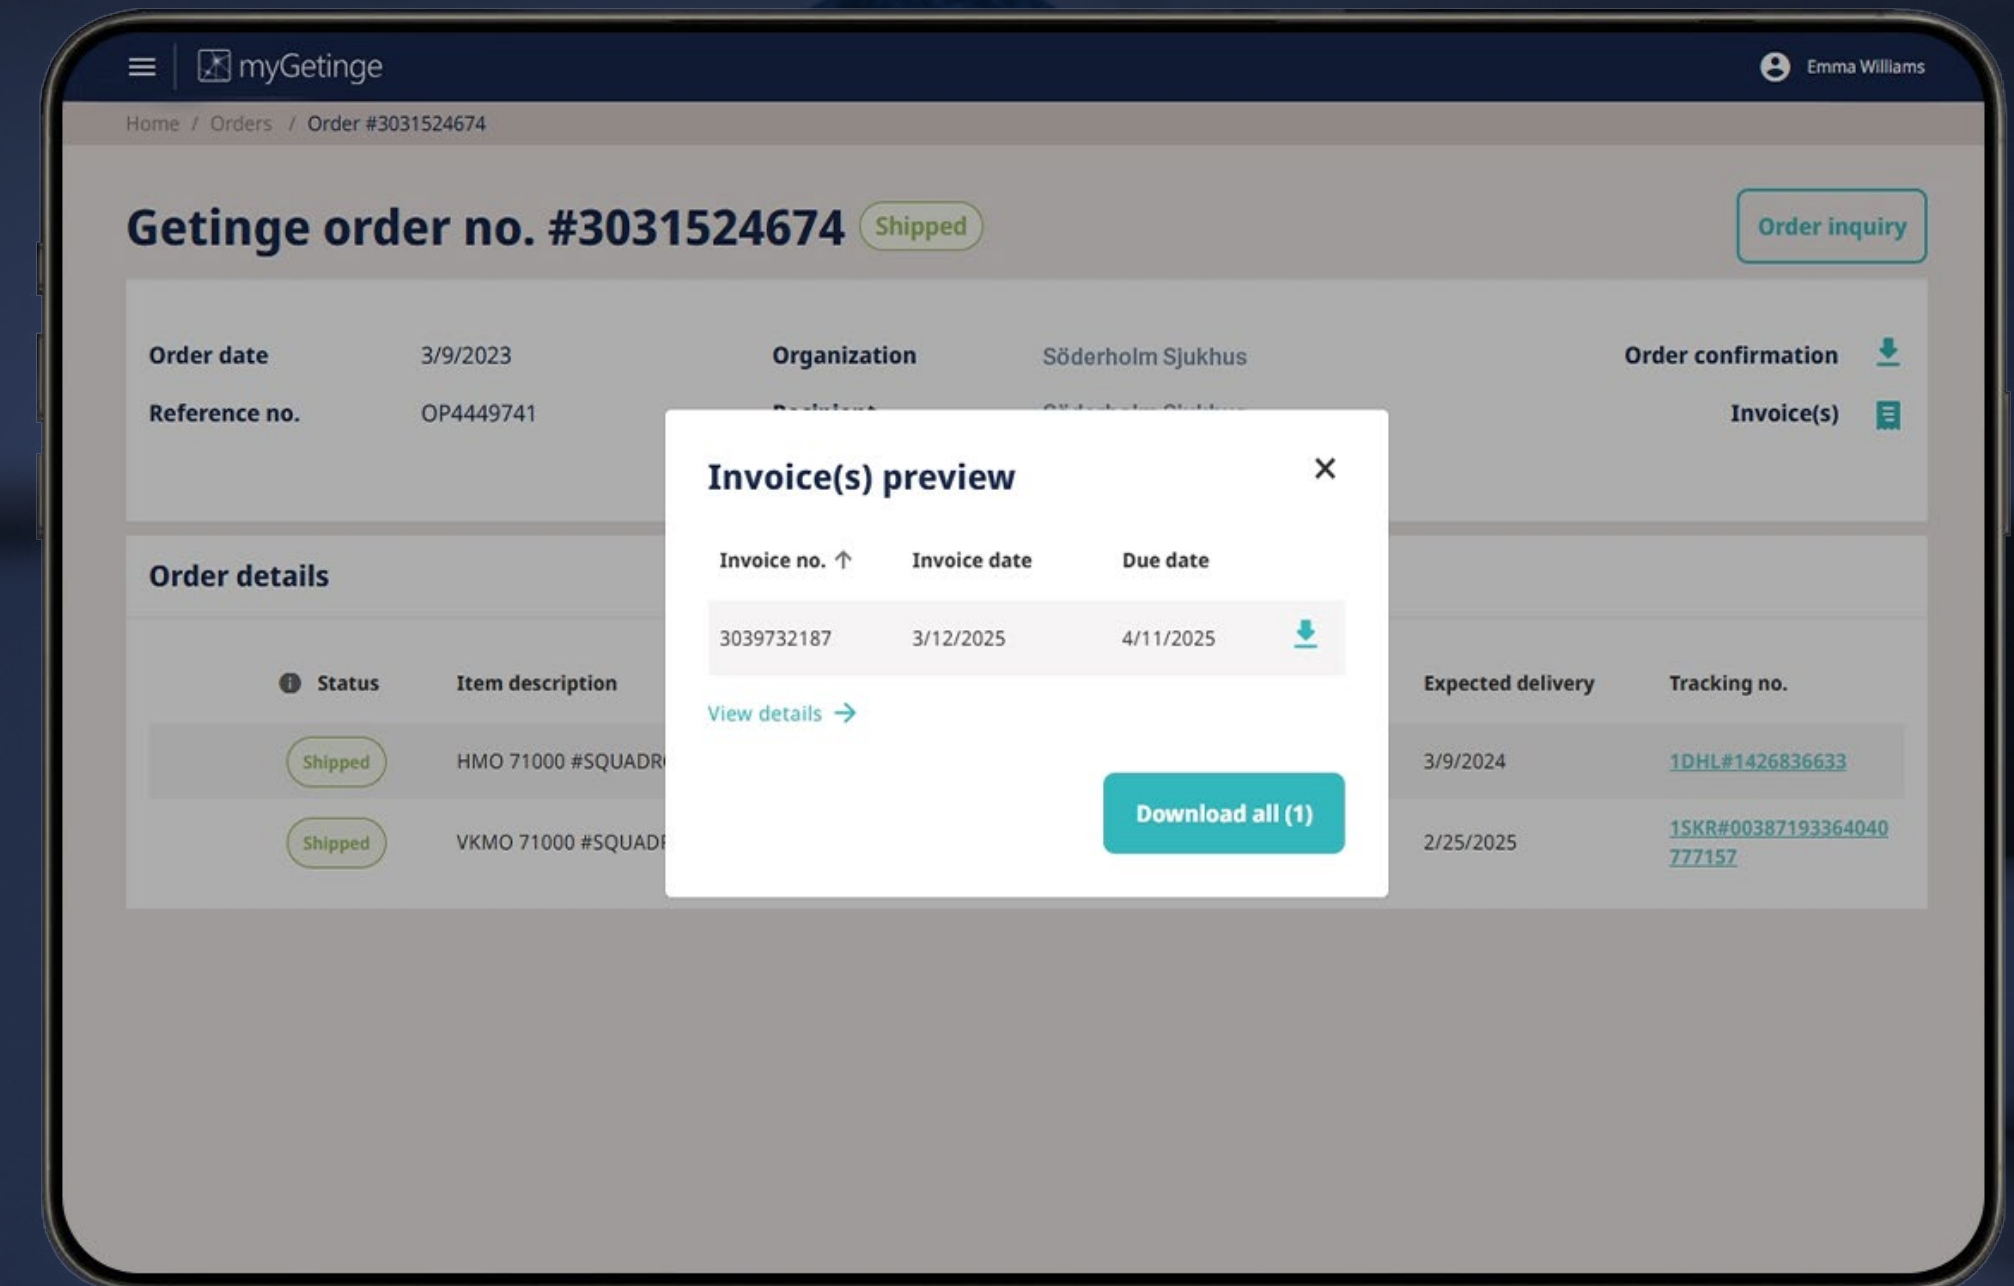 myGetinge
Emma Williams
Home / Orders / Order #3031524674
Getinge order no. #3031524674
Shipped
Order inquiry
Order date
3/9/2023
Organization
Söderholm Sjukhus
Order confirmation
Reference no.
OP4449741
Invoice(s)
Invoice(s) preview
Invoice no.
Invoice date
Due date
3039732187
3/12/2025
4/11/2025
View details
Download all (1)
Order details
Status
Item description
Expected delivery
Tracking no.
Shipped
HMO 71000
3/9/2024
1DHL#1426836633
Shipped
VKMO 71000
2/25/2025
1SKR#00387193364040
777157